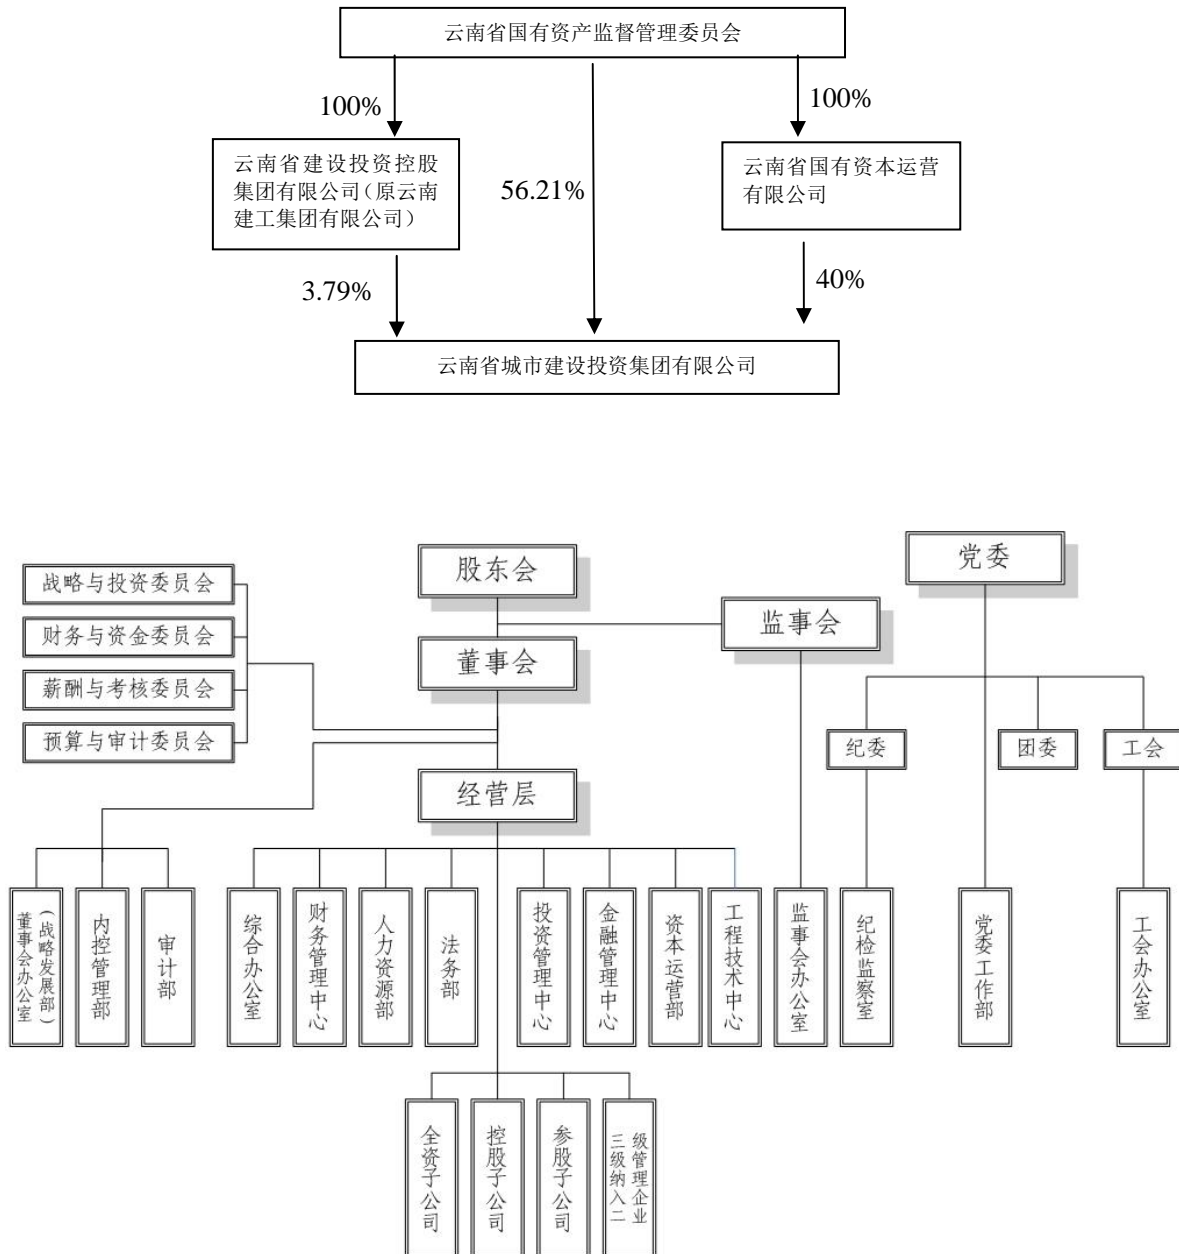 云南省国有资产监督管理委员会
100%
100%
云南省建设投资控股
集团有限公司（原云南
建工集团有限公司）
56.21%
云南省国有资本运营
有限公司
3.79%
40%
云南省城市建设投资集团有限公司
股东会
党委
战略与投资委员会
财务与资金委员会
薪酬与考核委员会
预算与审计委员会
监事会
董事会
纪委
团委
工会
经营层
董事会办公室
（战略发展部）
内控管理部
审计部
综合办公室
财务管理中心
人力资源部
法务部
投资管理中心
金融管理中心
资本运营部
工程技术中心
监事会办公室
纪检监察室
党委工作部
工会办公室
全资子公司
控股子公司
参股子公司
三级纳入二
级管理企业